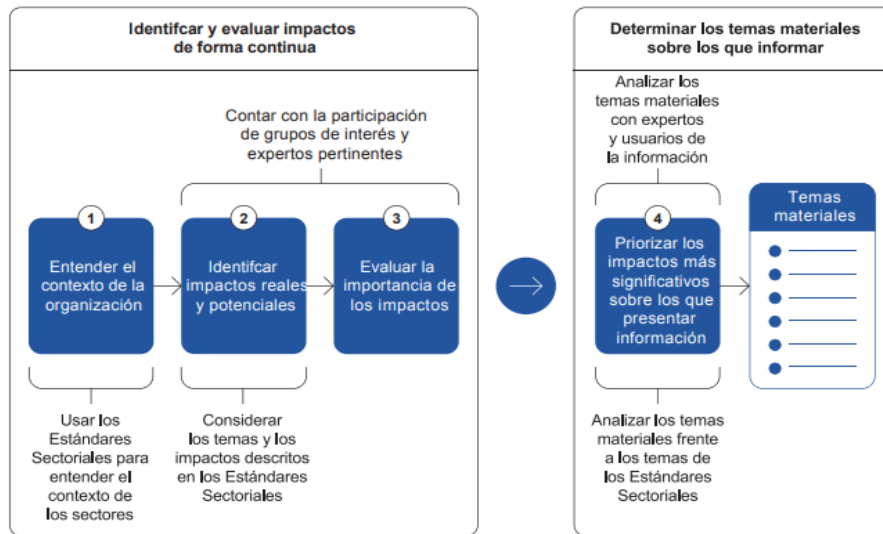 Identifcar y evaluar impactos
de forma continua
Contar con la participación
de grupos de interés y
expertos pertinentes
1
Entender el
contexto de la
organización
2
Identifcar
impactos reales
y potenciales
3
Evaluar la
importancia de
los impactos
Usar los
Estándares
Sectoriales para
entender el
contexto de
los sectores
Considerar
los temas y los
impactos descritos
en los Estándares
Sectoriales
Determinar los temas materiales
sobre los que informar
Analizar los
temas materiales
con expertos
y usuarios de
la información
4
Priorizar los
impactos más
significativos
sobre los que
presentar
información
Temas
materiales
Analizar los temas
materiales frente
a los temas de
los Estándares
Sectoriales